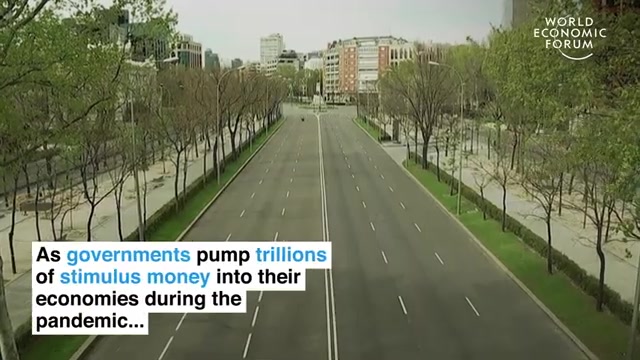 WORLD
ECONOMIC
FORUM
As governments pump trillions
of stimulus money into their
economies during the
pandemic...